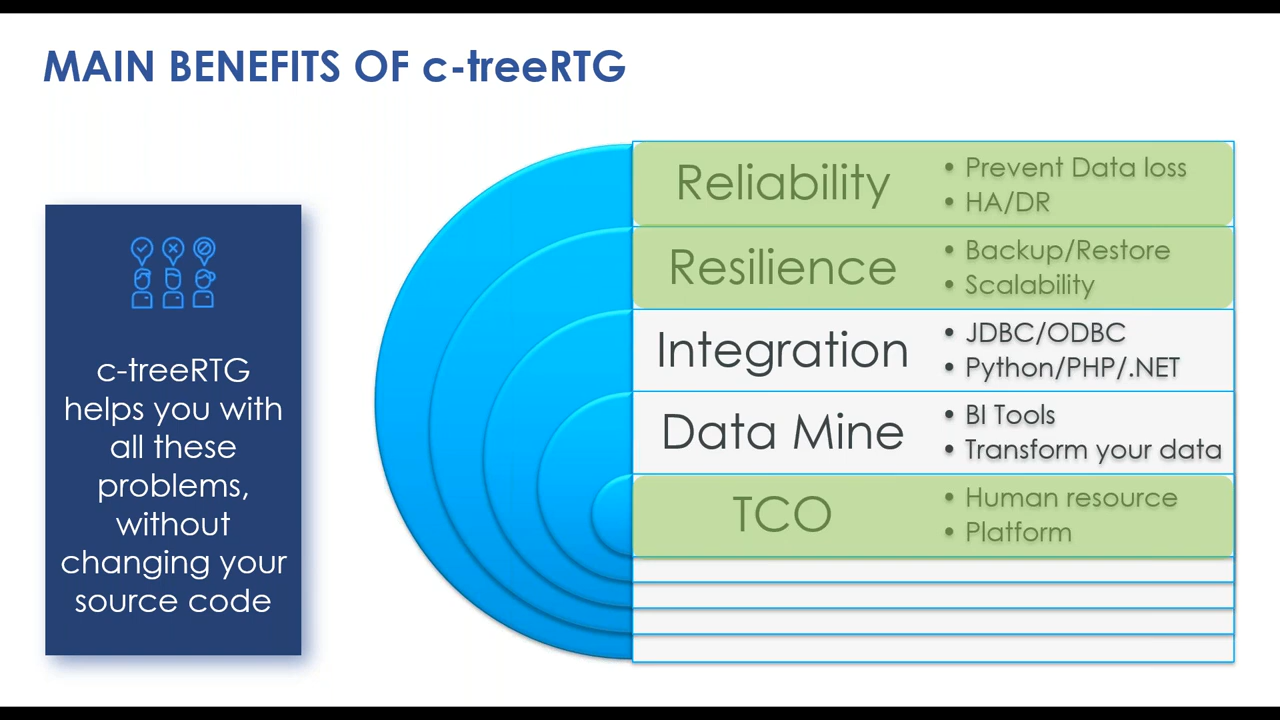 MAIN BENEFITS OF c-treeRTG
c-treeRTG
helps you with
all these
problems,
without
changing your
source code
Reliability
• Prevent Data loss
• HA/DR
Resilience
• Backup/Restore
• Scalability
Integration
• JDBC/ODBC
• Python/PHP/.NET
Data Mine
• BI Tools
• Transform your data
TCO
• Human resource
• Platform